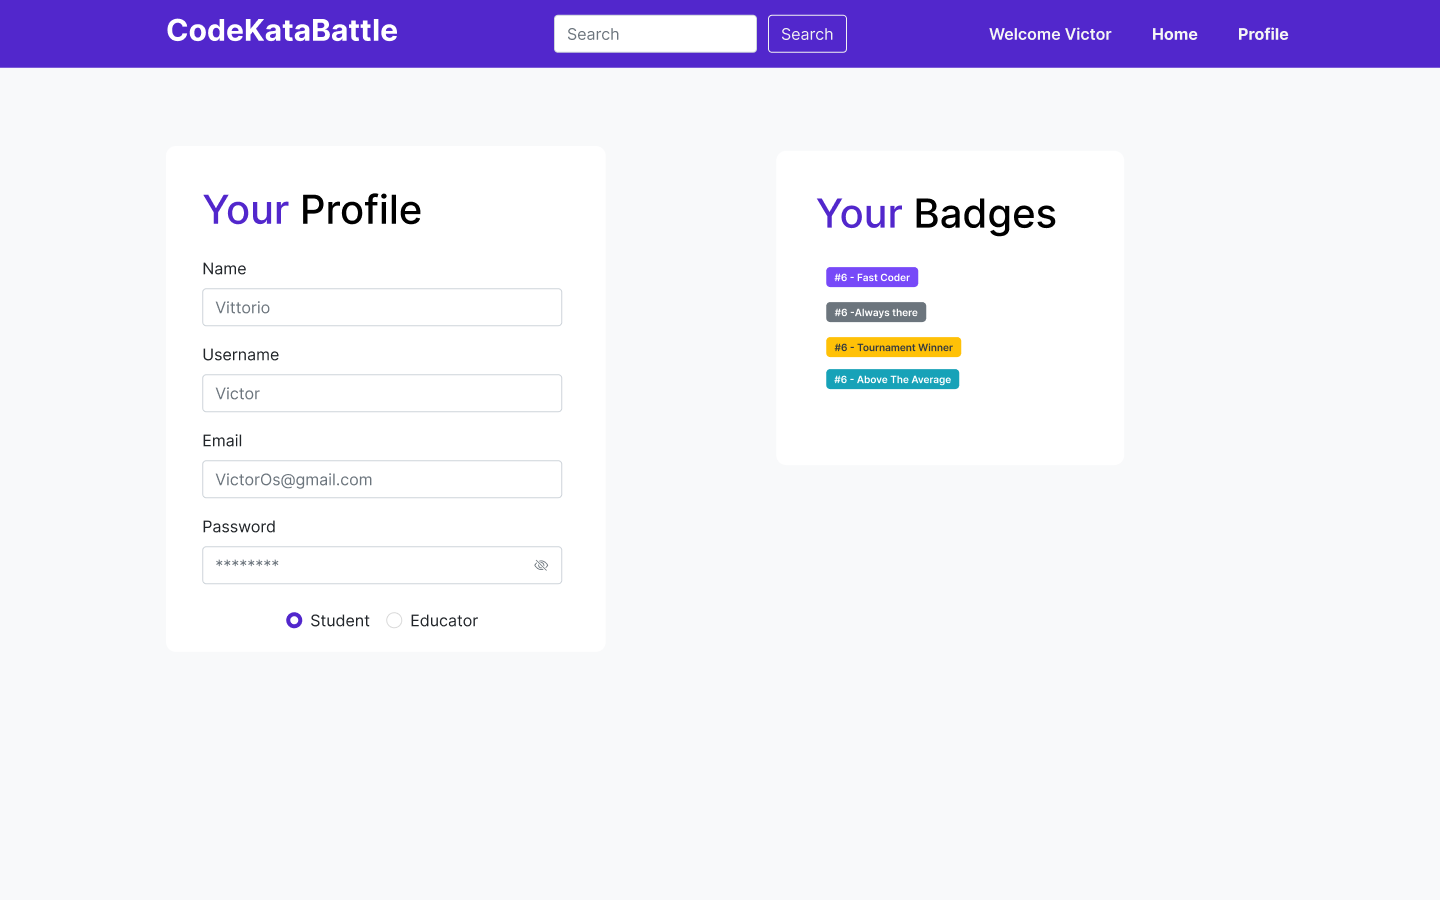 CodeKataBattle
Search
Search
Welcome Victor
Home
Profile
Your Profile
Name
Vittorio
Username
Victor
Email
VictorOs@gmail.com
Password
********
Student
Educator
Your Badges
#6 - Fast Coder
#6 -Always there
#6 - Tournament Winner
#6 - Above The Average